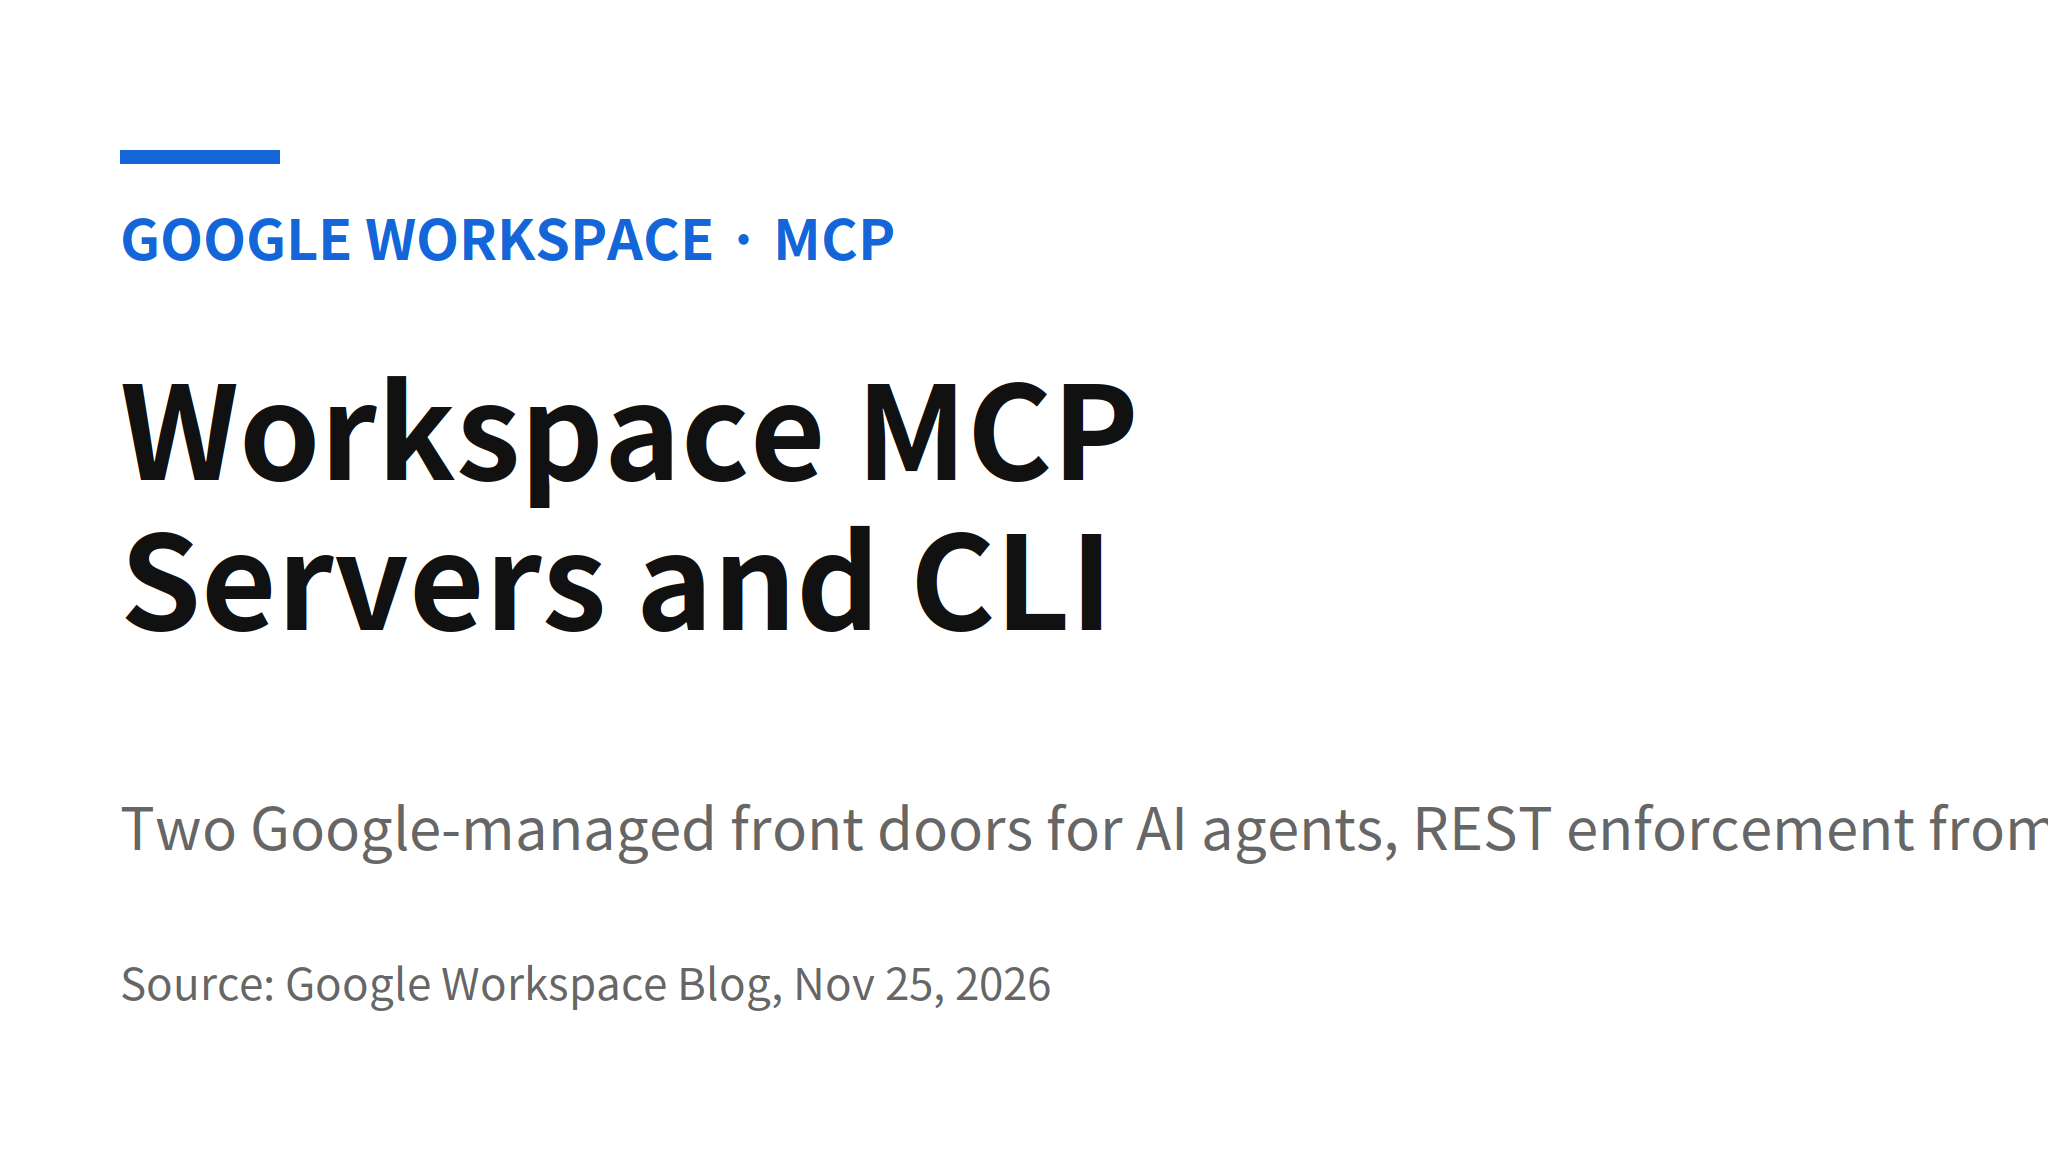 GOOGLE WORKSPACE · MCP
Workspace MCP
Servers and CLI
Two Google-managed front doors for AI agents, REST enforcement from
Source: Google Workspace Blog, Nov 25, 2026